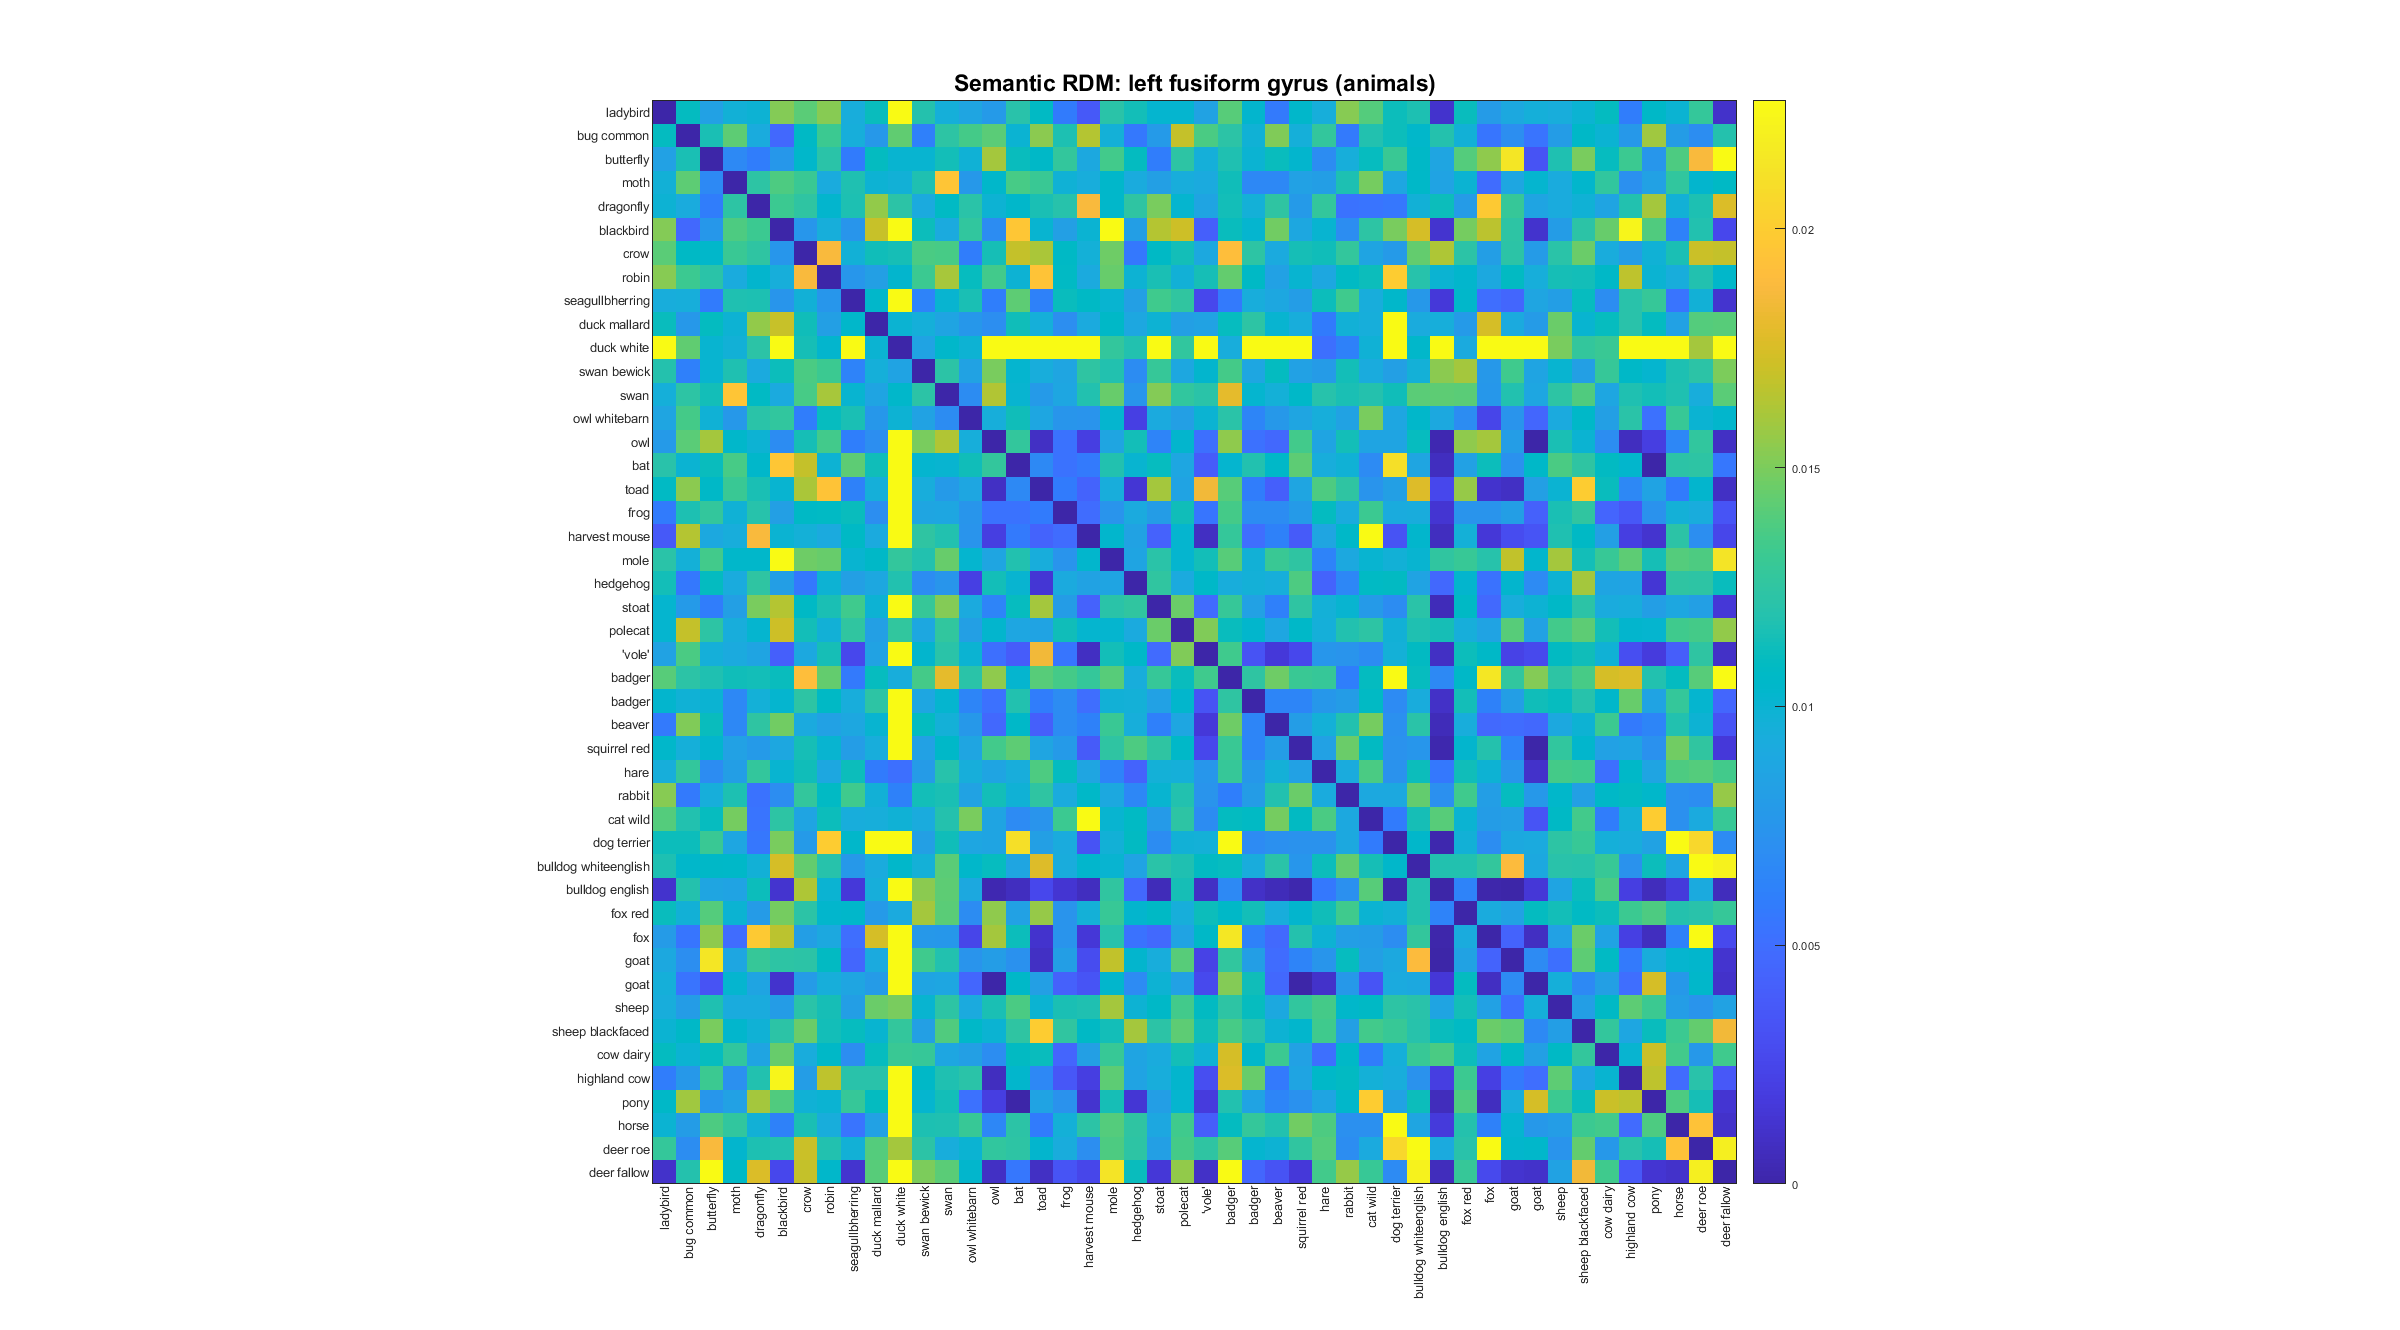 Semantic RDM: left fusiform gyrus (animals)
ladybird
bug common
butterfly
moth
dragonfly
blackbird
crow
robin
seagullbherring
duck mallard
duck white
swan bewick
swan
owl whitebarn
owl
bat
toad
frog
harvest mouse
mole
hedgehog
stoat
polecat
'vole'
badger
badger
beaver
squirrel red
hare
rabbit
cat wild
dog terrier
bulldog whiteenglish
bulldog english
fox red
fox
goat
goat
sheep
sheep blackfaced
cow dairy
highland cow
pony
horse
deer roe
deer fallow
0.02
0.015
0.01
0.005
0
ladybird
bug common
butterfly
moth
dragonfly
blackbird
crow
robin
seagullbherring
duck mallard
duck white
swan bewick
swan
owl whitebarn
owl
bat
toad
frog
harvest mouse
mole
hedgehog
stoat
polecat
'vole'
badger
badger
beaver
squirrel red
hare
rabbit
cat wild
dog terrier
bulldog whiteenglish
bulldog english
fox red
fox
goat
goat
sheep
sheep blackfaced
cow dairy
highland cow
pony
horse
deer roe
deer fallow